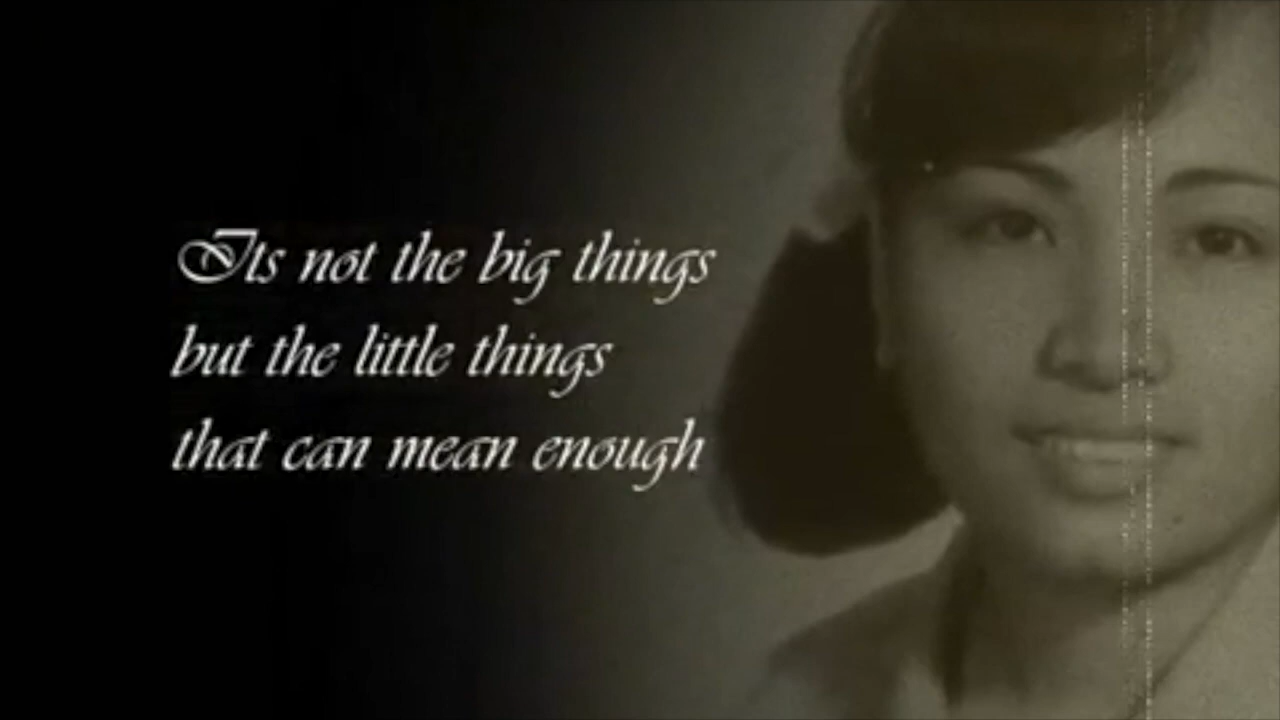 Its not the big things
but the little things
that can mean enough